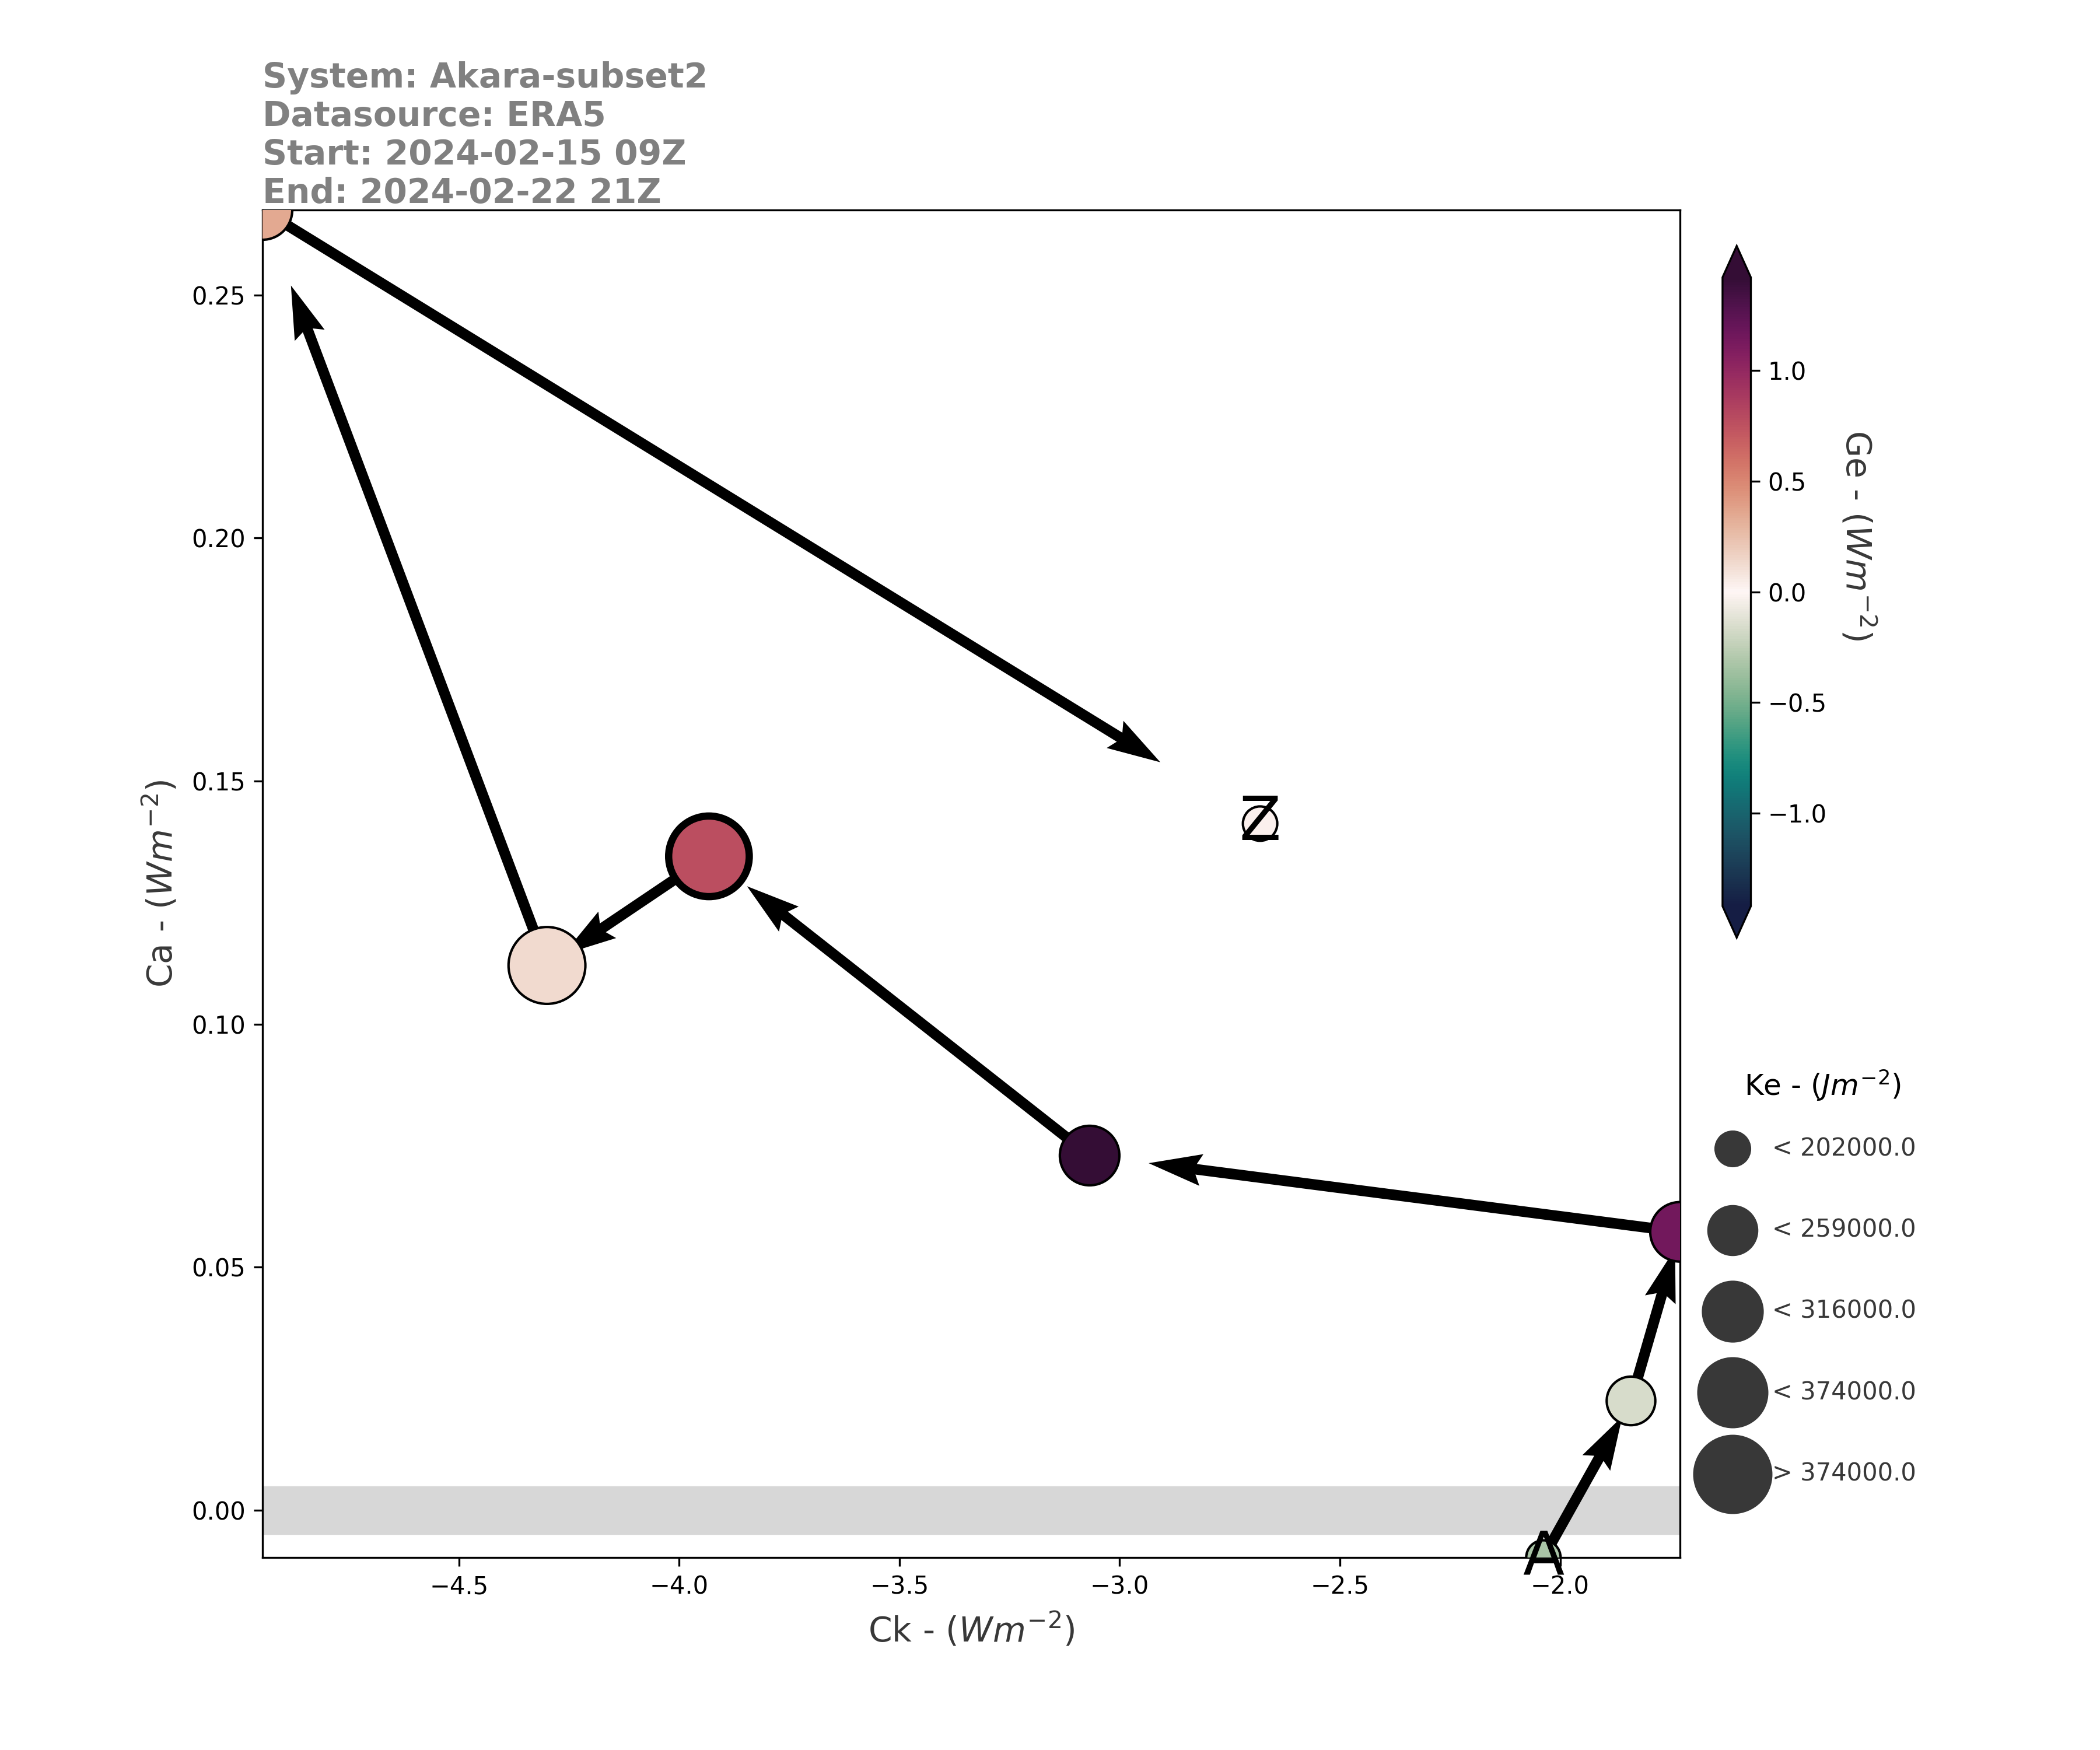 System: Akara-subset2
Datasource: ERA5
Start: 2024-02-15 09Z
End: 2024-02-22 21Z
0.25
0.20
0.15
0.10
0.05
0.00
Ca - (Wm⁻²)
Z
A
−4.5 −4.0 −3.5 −3.0 −2.5 −2.0
Ck - (Wm⁻²)
1.0
0.5
0.0
−0.5
−1.0
Ge - (Wm⁻²)
Ke - (Jm⁻²)
< 202000.0
< 259000.0
< 316000.0
< 374000.0
> 374000.0